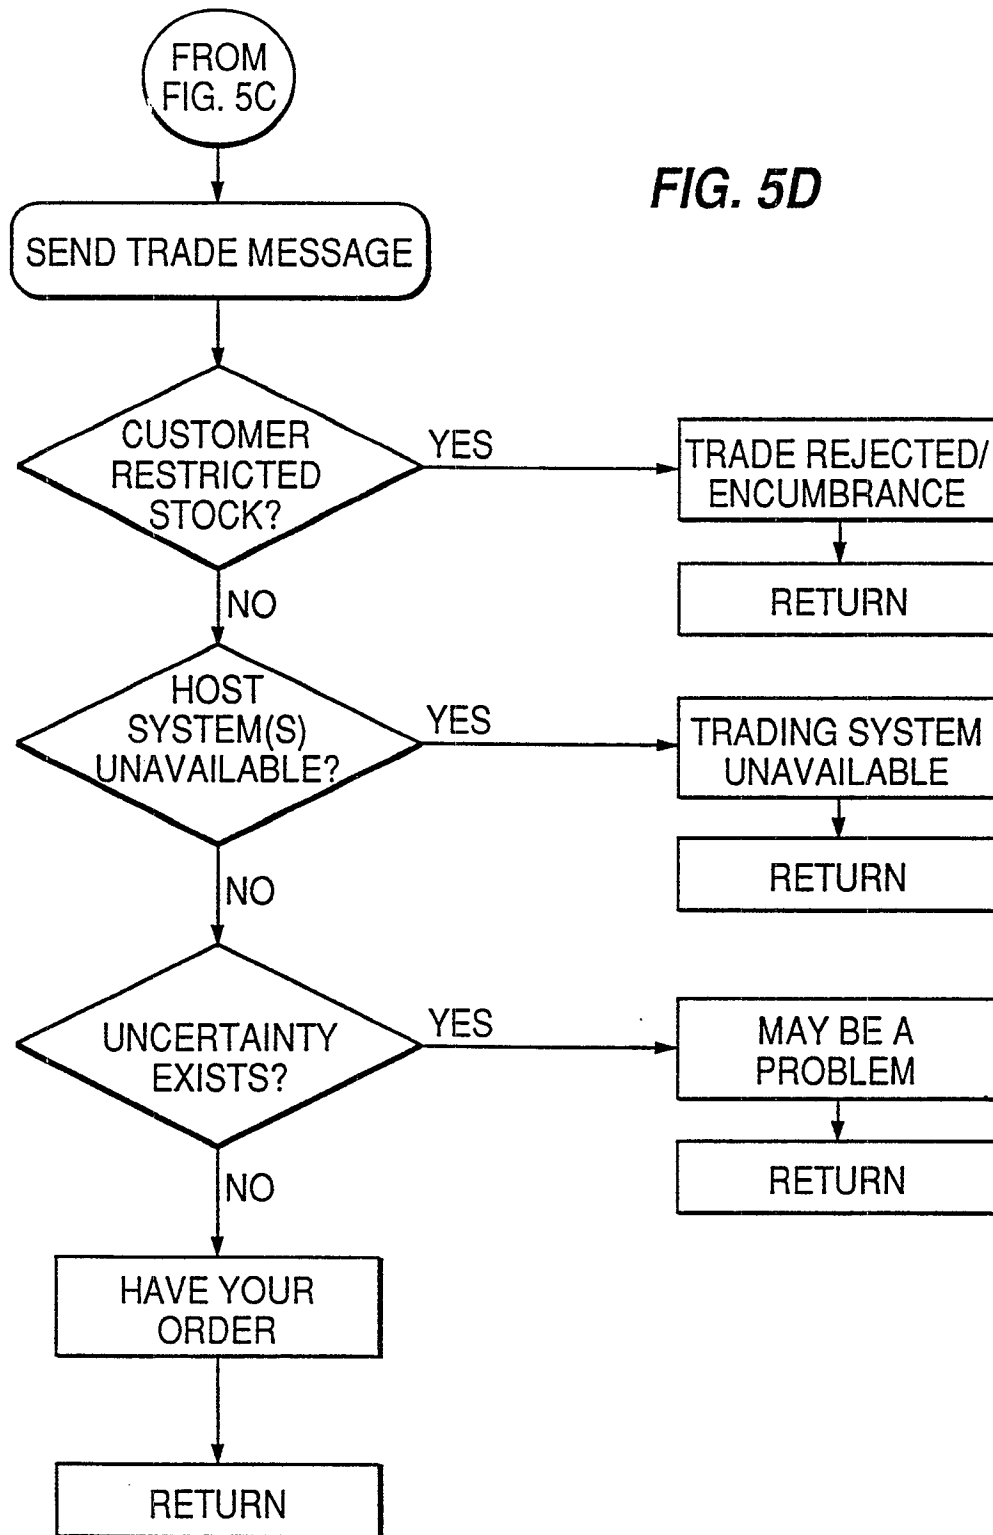 FROM
FIG. 5C
FIG. 5D
SEND TRADE MESSAGE
CUSTOMER
RESTRICTED
STOCK?
YES
TRADE REJECTED/
ENCUMBRANCE
RETURN
NO
HOST
SYSTEM(S)
UNAVAILABLE?
YES
TRADING SYSTEM
UNAVAILABLE
RETURN
NO
UNCERTAINTY
EXISTS?
YES
MAY BE A
PROBLEM
RETURN
NO
HAVE YOUR
ORDER
RETURN